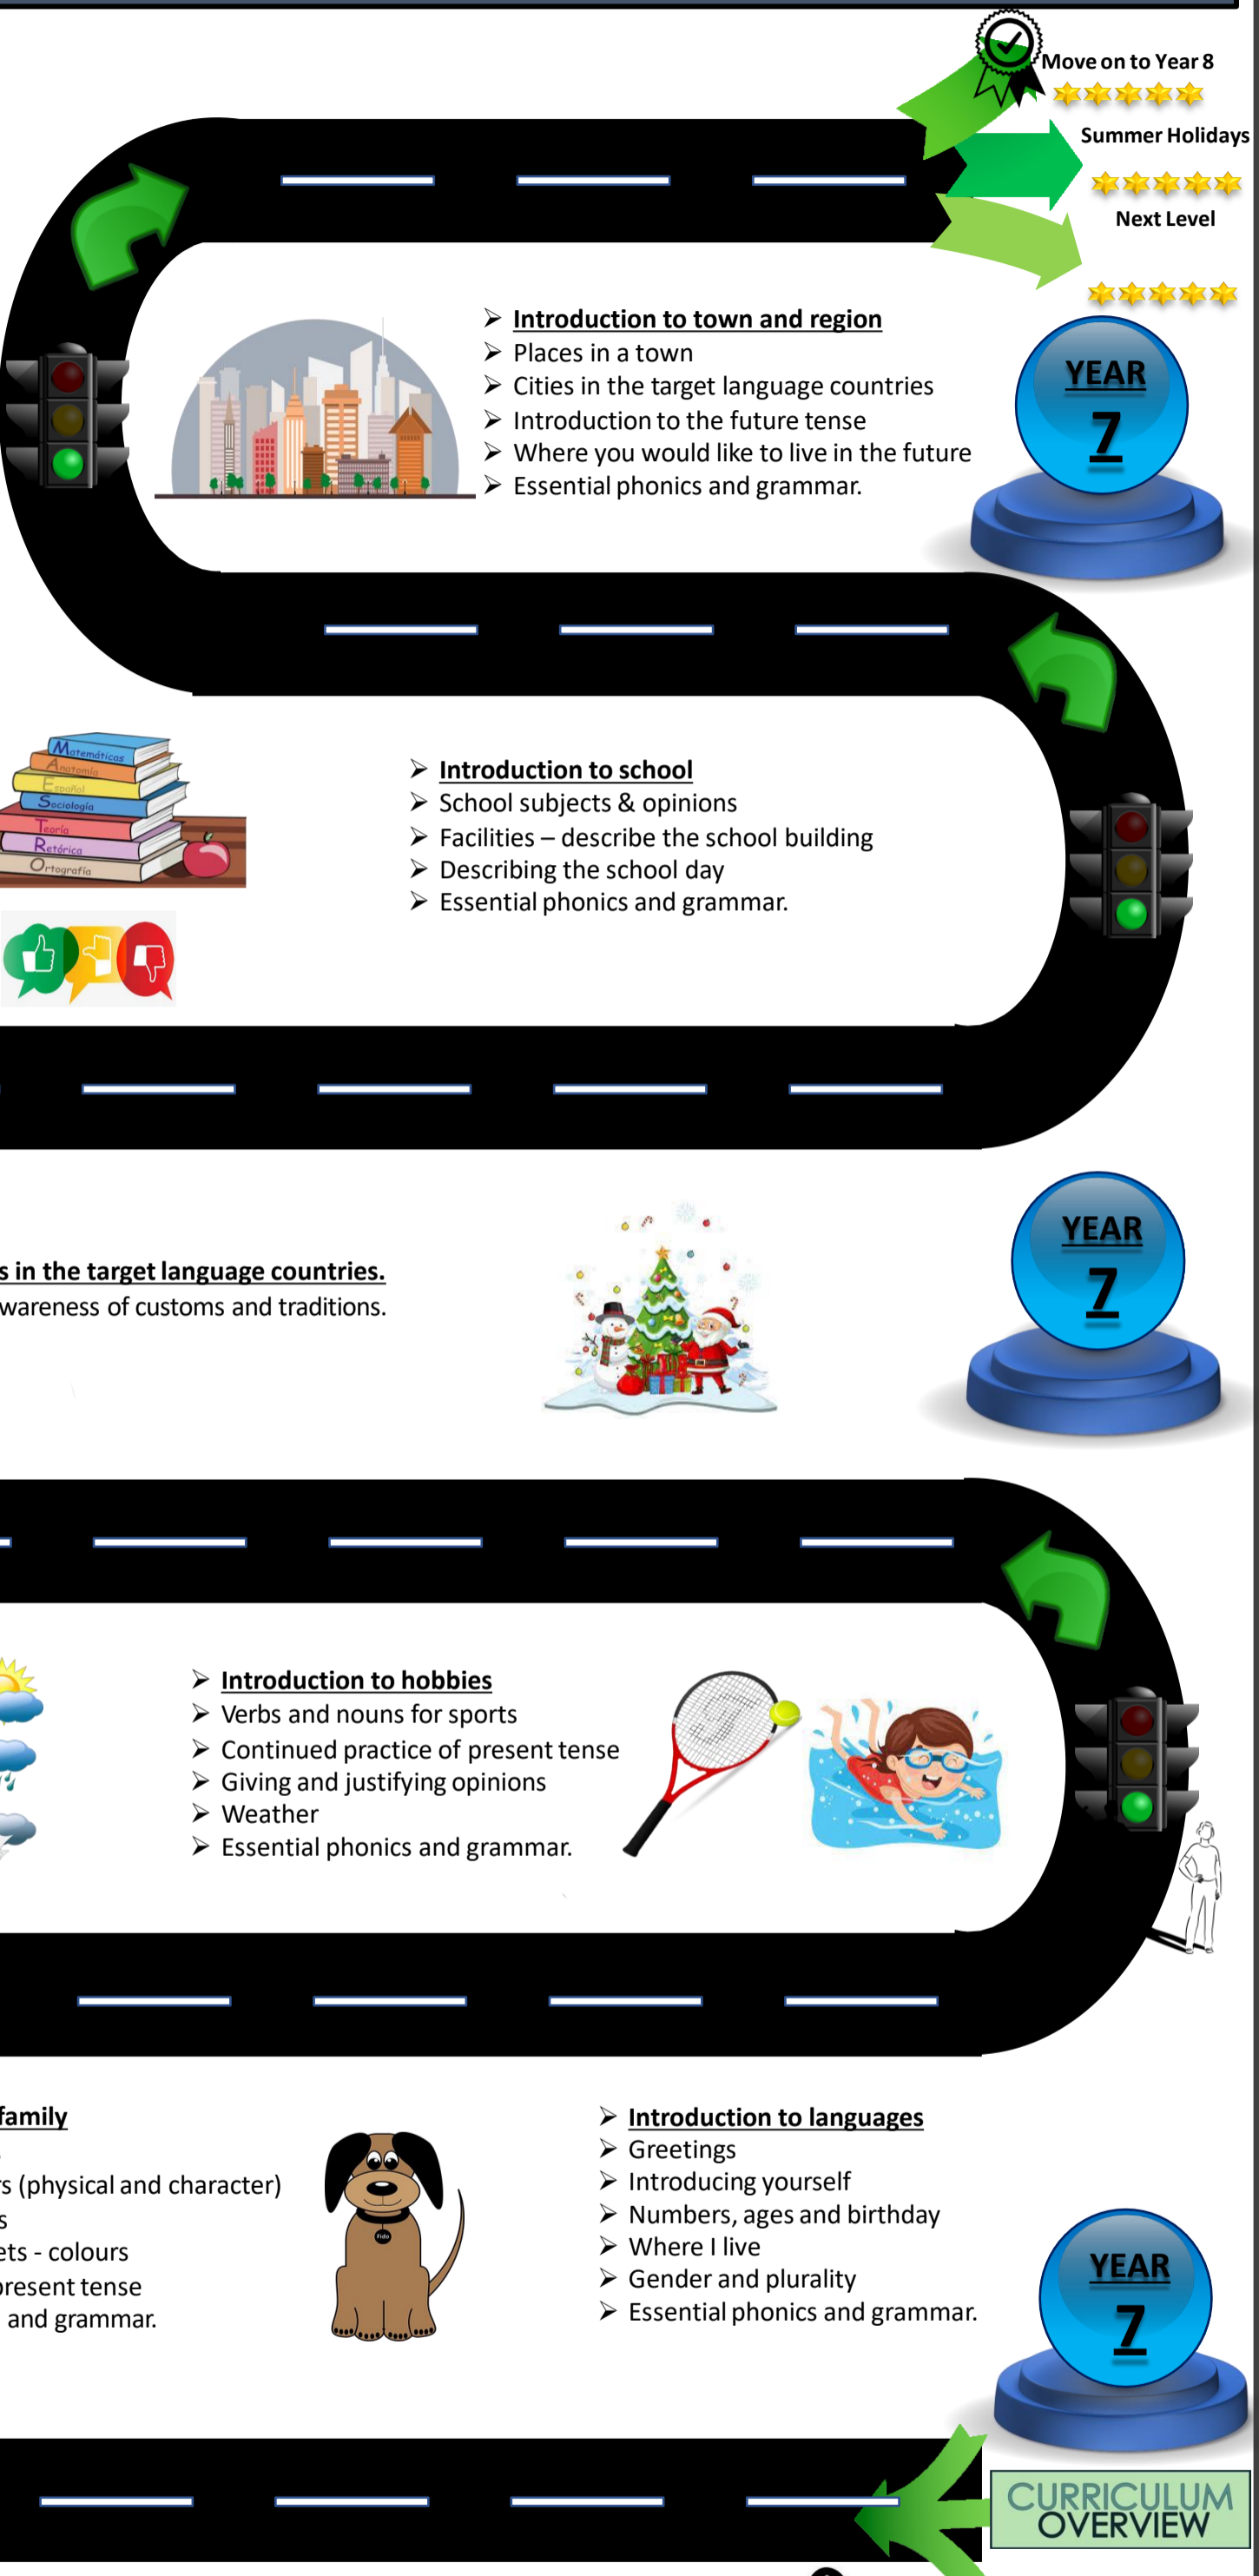 Move on to Year 8
Summer Holidays
Next Level
➢ Introduction to town and region
➢ Places in a town
➢ Cities in the target language countries
➢ Introduction to the future tense
➢ Where you would like to live in the future
➢ Essential phonics and grammar.
YEAR
7
Matemáticas
Anatomía
Español
Sociología
Teoría
Retórica
Ortografía
➢ Introduction to school
➢ School subjects & opinions
➢ Facilities – describe the school building
➢ Describing the school day
➢ Essential phonics and grammar.
s in the target language countries.
wareness of customs and traditions.
YEAR
7
➢ Introduction to hobbies
➢ Verbs and nouns for sports
➢ Continued practice of present tense
➢ Giving and justifying opinions
➢ Weather
➢ Essential phonics and grammar.
family
s (physical and character)
s
ets - colours
present tense
and grammar.
Fido
➢ Introduction to languages
➢ Greetings
➢ Introducing yourself
➢ Numbers, ages and birthday
➢ Where I live
➢ Gender and plurality
➢ Essential phonics and grammar.
YEAR
7
CURRICULUM
OVERVIEW